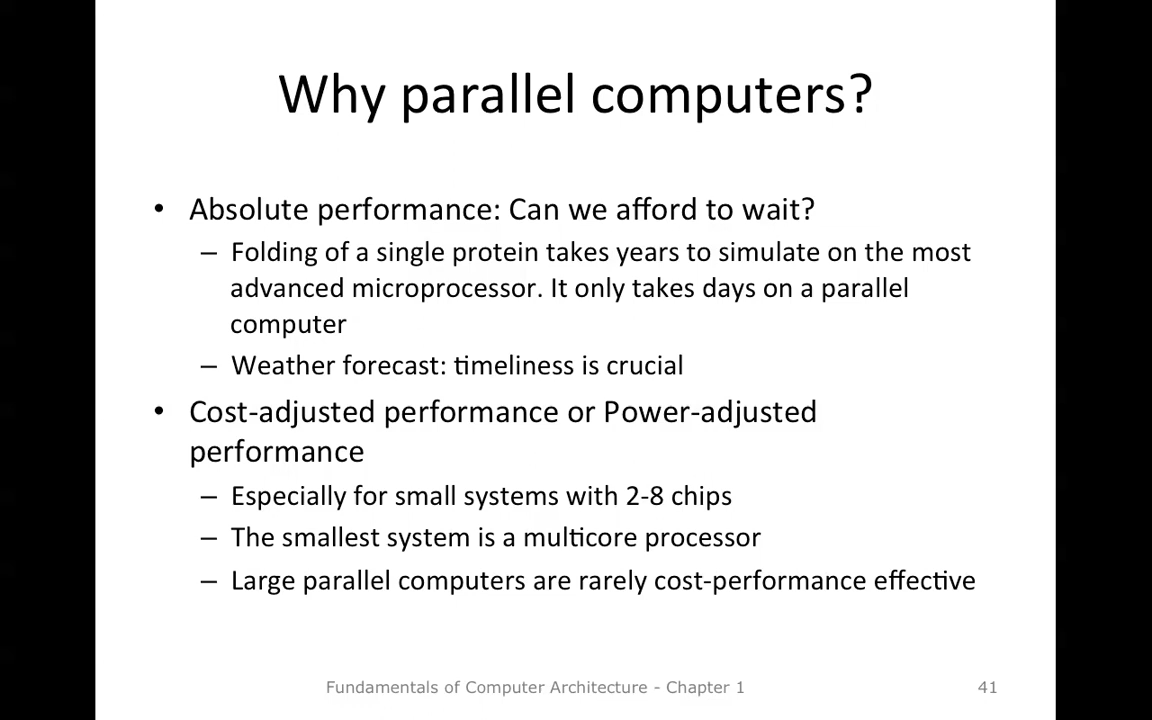 Why parallel computers?
• Absolute performance: Can we afford to wait?
– Folding of a single protein takes years to simulate on the most
advanced microprocessor. It only takes days on a parallel
computer
– Weather forecast: timeliness is crucial
• Cost-adjusted performance or Power-adjusted
performance
– Especially for small systems with 2-8 chips
– The smallest system is a multicore processor
– Large parallel computers are rarely cost-performance effective
Fundamentals of Computer Architecture - Chapter 1
41